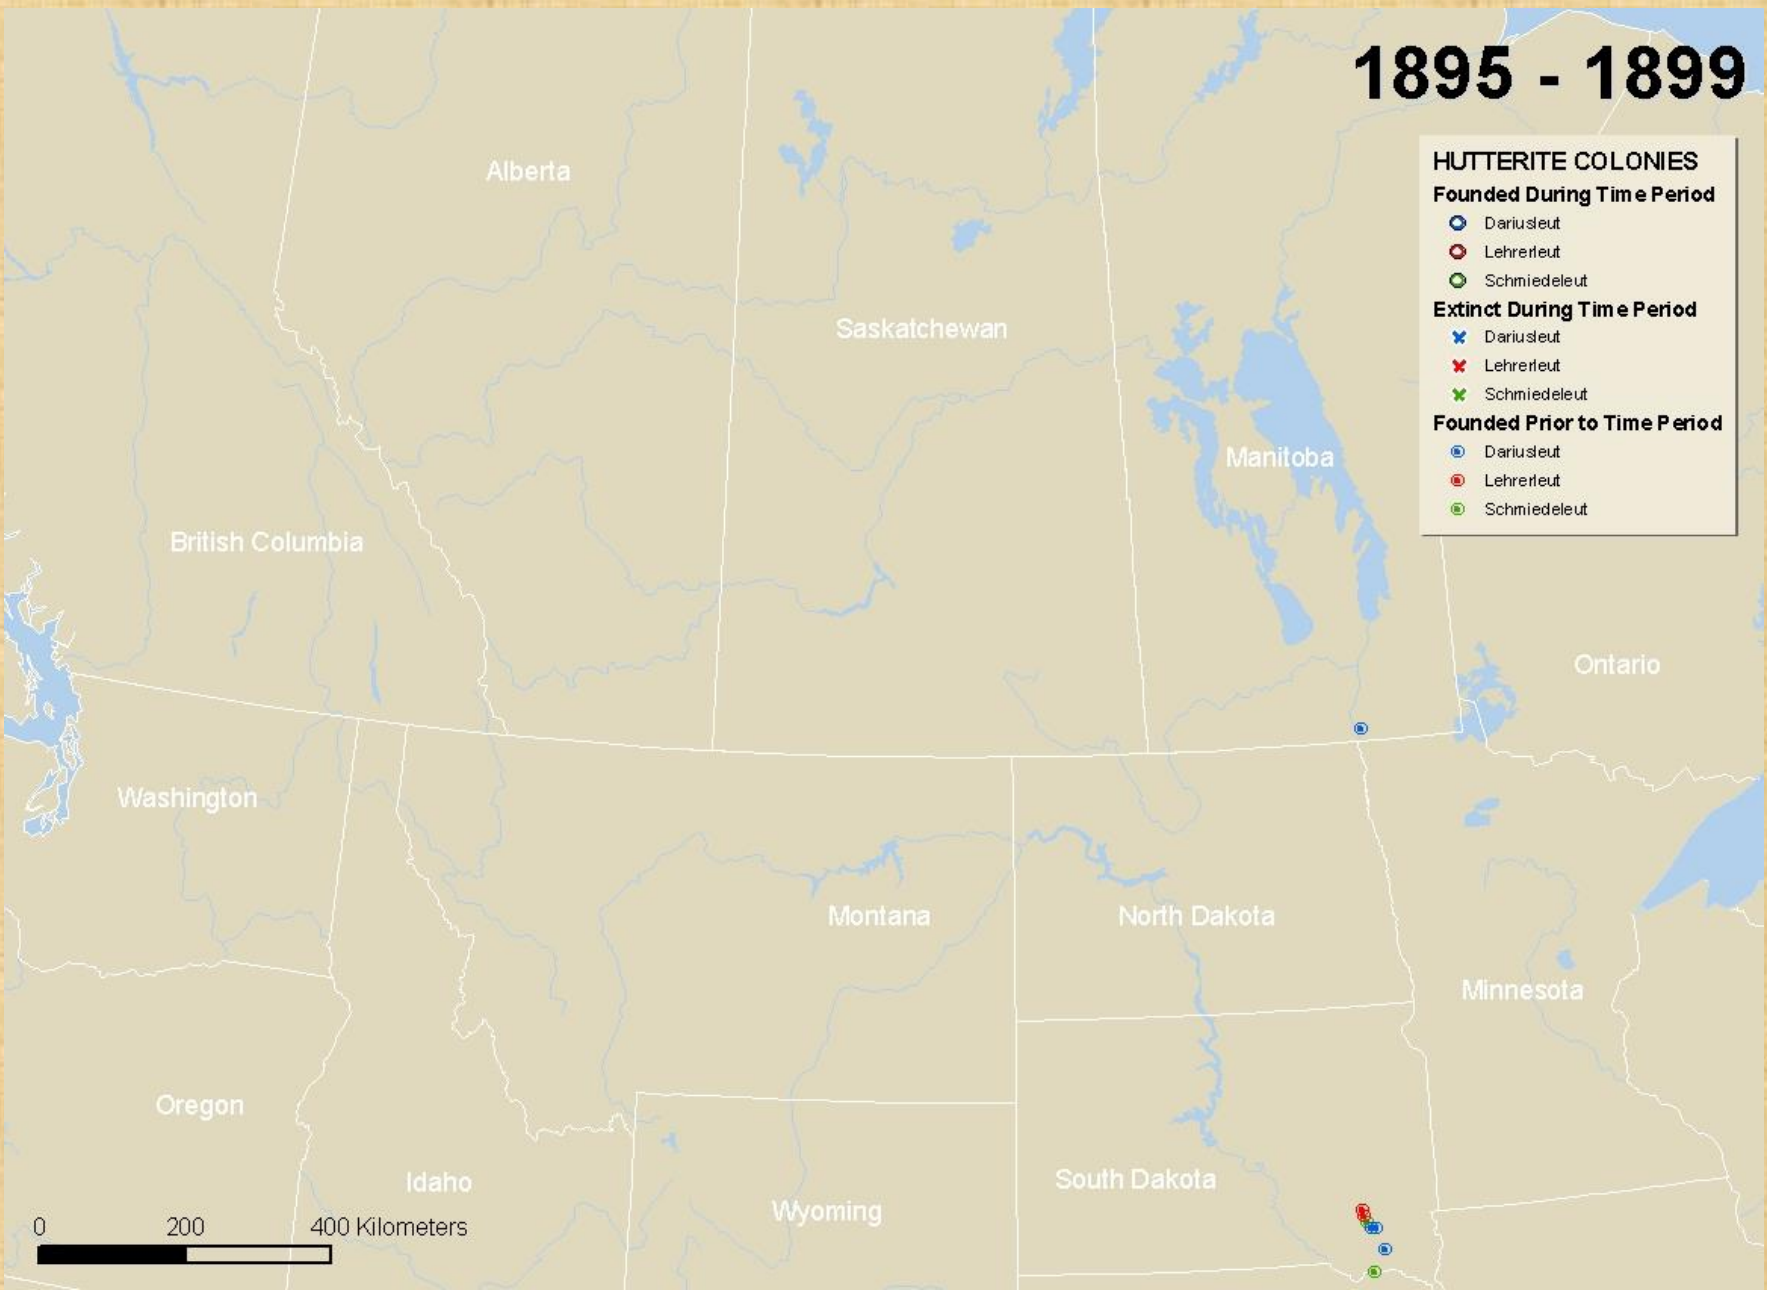 1895 - 1899
HUTTERITE COLONIES
Founded During Time Period
Dariusleut
Lehrerleut
Schmiedeleut
Extinct During Time Period
Dariusleut
Lehrerleut
Schmiedeleut
Founded Prior to Time Period
Dariusleut
Lehrerleut
Schmiedeleut
Alberta
Saskatchewan
Manitoba
British Columbia
Ontario
Washington
Montana
North Dakota
Minnesota
Oregon
Idaho
Wyoming
South Dakota
0 200 400 Kilometers